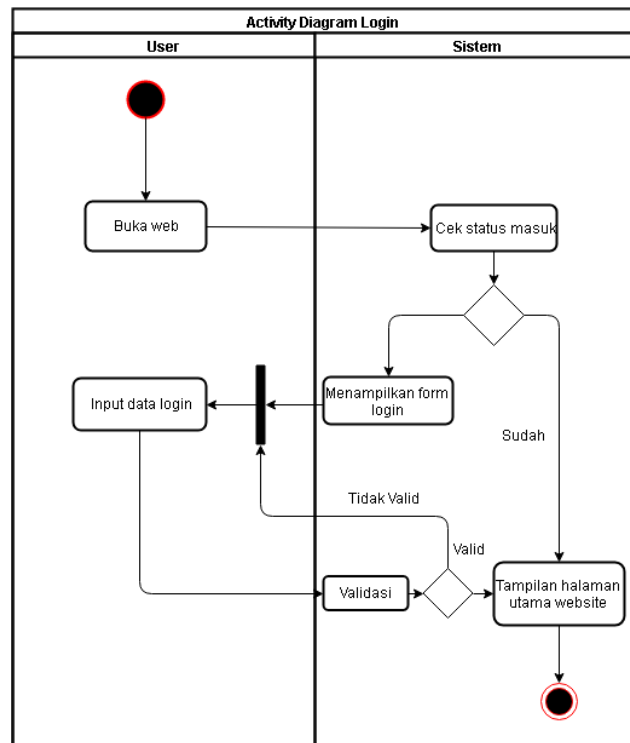 Activity Diagram Login
User
Sistem
Buka web
Cek status masuk
Menampilkan form
login
Input data login
Sudah
Tidak Valid
Valid
Validasi
Tampilan halaman
utama website